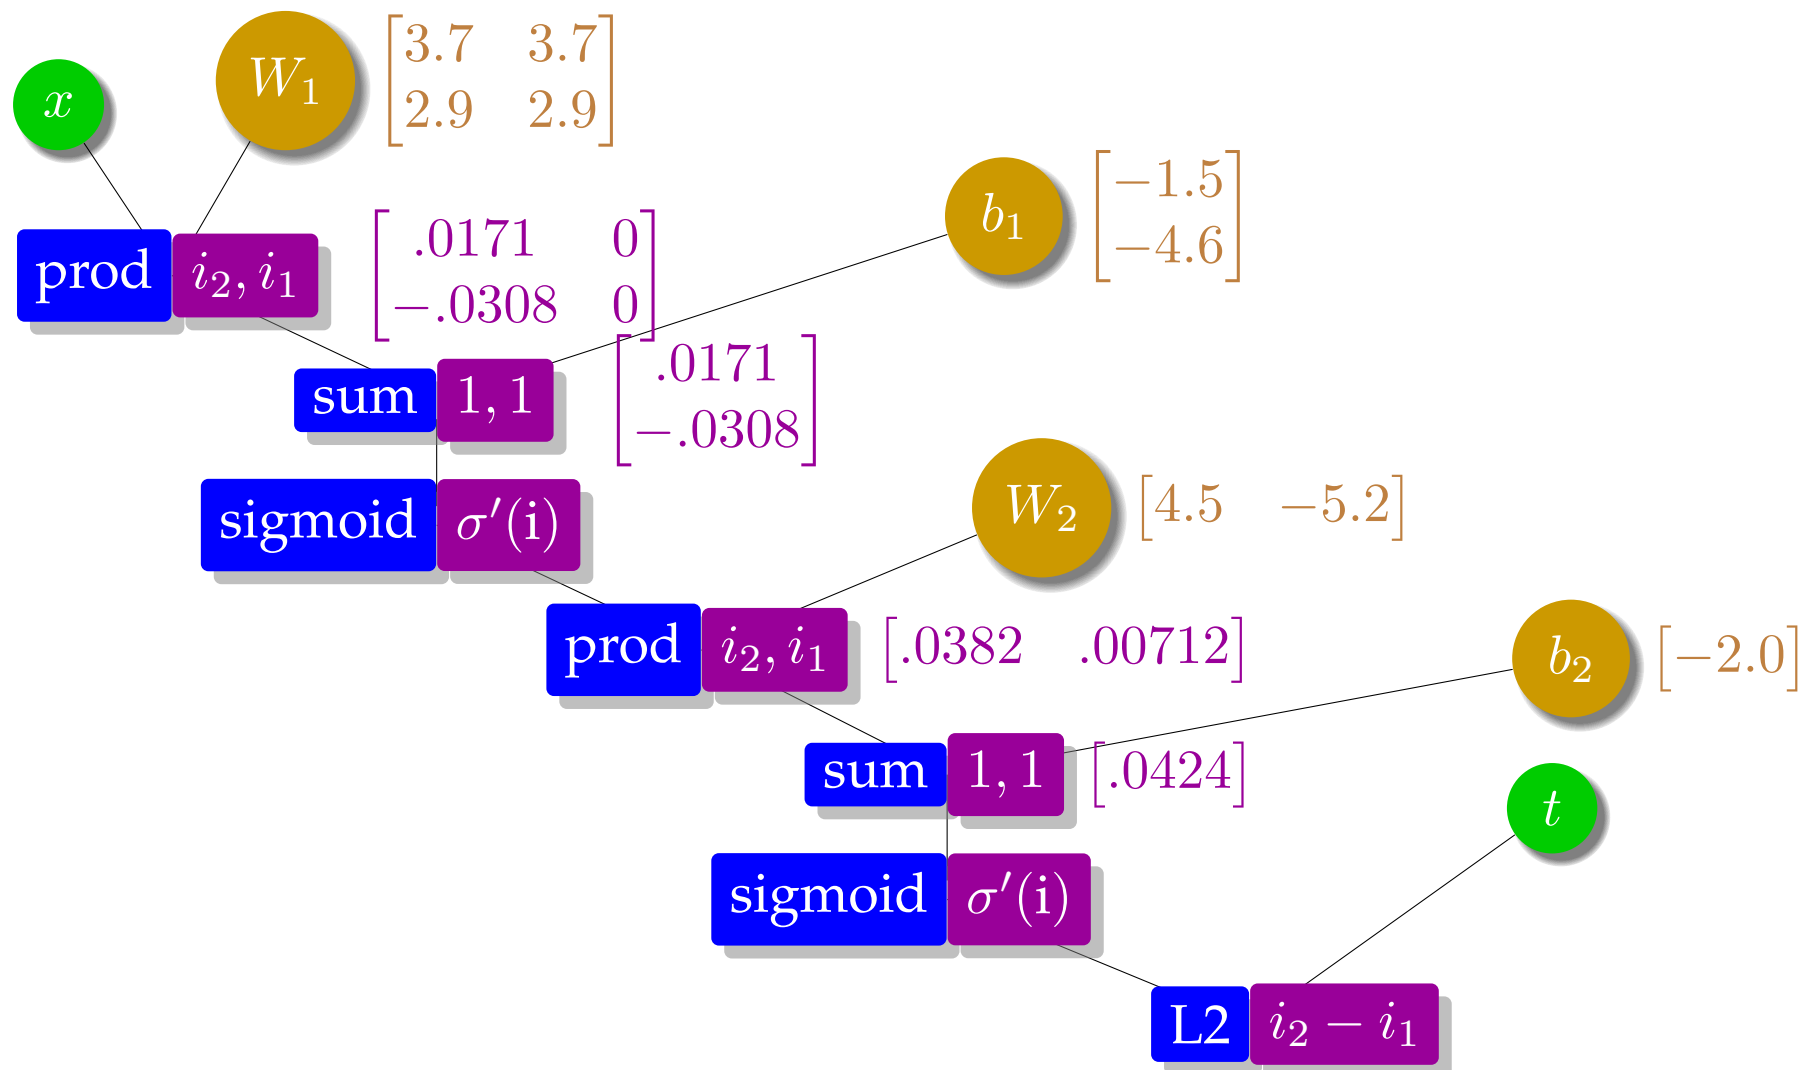 x
W₁
3.7 3.7
2.9 2.9
b₁
−1.5
−4.6
prod i₂, i₁
.0171 0
−.0308 0
sum 1, 1
.0171
−.0308
sigmoid σ′(i)
W₂
4.5 −5.2
prod i₂, i₁
.0382 .00712
b₂
−2.0
sum 1, 1
.0424
t
sigmoid σ′(i)
L2 i₂ − i₁